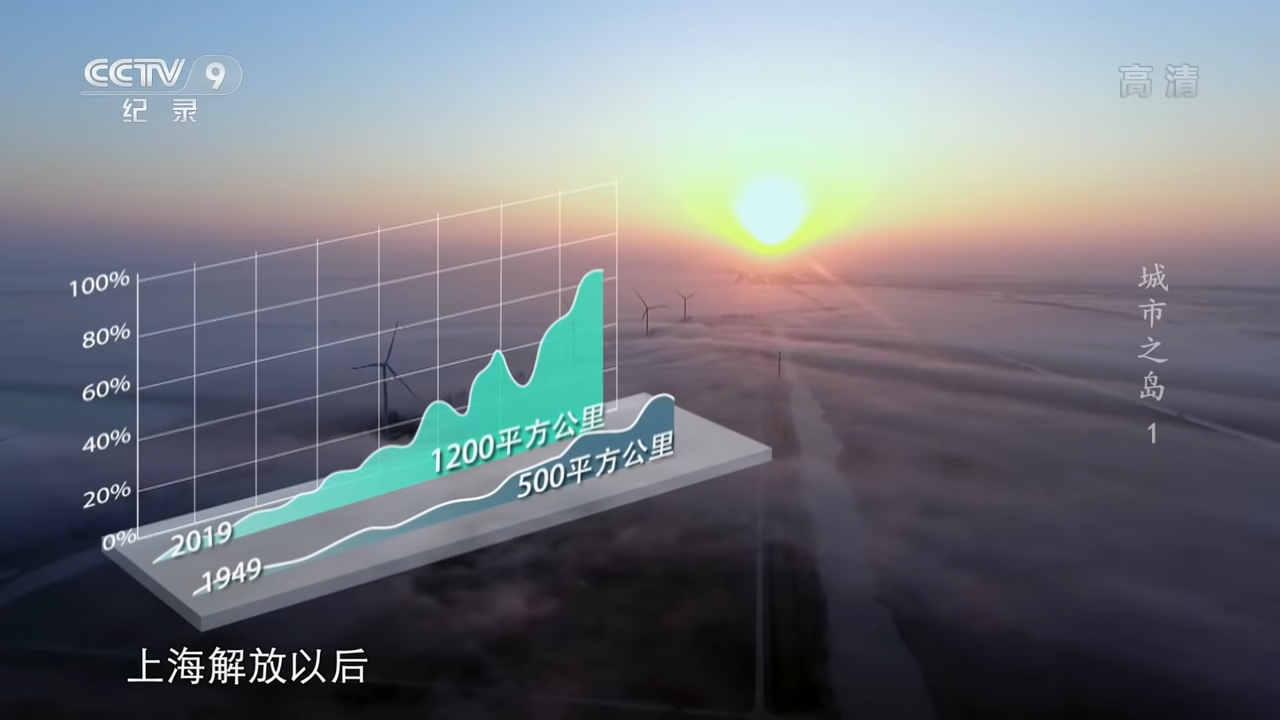 CCTV 9
纪录
高清
城市之岛 1
100%
80%
60%
40%
20%
0%
1200平方公里
500平方公里
2019
1949
上海解放以后